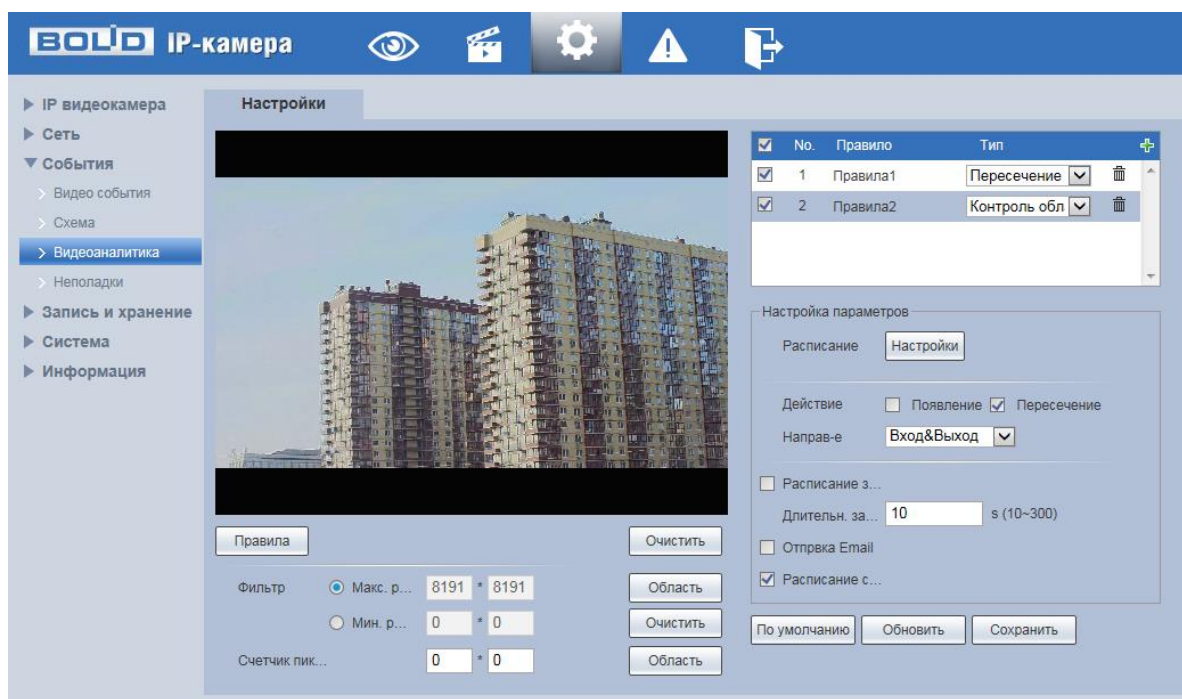 BOLID IP-камера
IP видеокамера
Сеть
События
Видео события
Схема
Видеоаналитика
Неполадки
Запись и хранение
Система
Информация
Настройки
No. Правило Тип
1 Правила1 Пересечение
2 Правила2 Контроль обл
Настройка параметров
Расписание Настройки
Действие Появление Пересечение
Направ-е Вход&Выход
Расписание з...
Длительн. за... 10 s (10~300)
Отпрвка Email
Расписание с...
По умолчанию Обновить Сохранить
Правила Очистить
Фильтр Макс. р... 8191 * 8191 Область
Мин. р... 0 * 0 Очистить
Счетчик пик... 0 * 0 Область